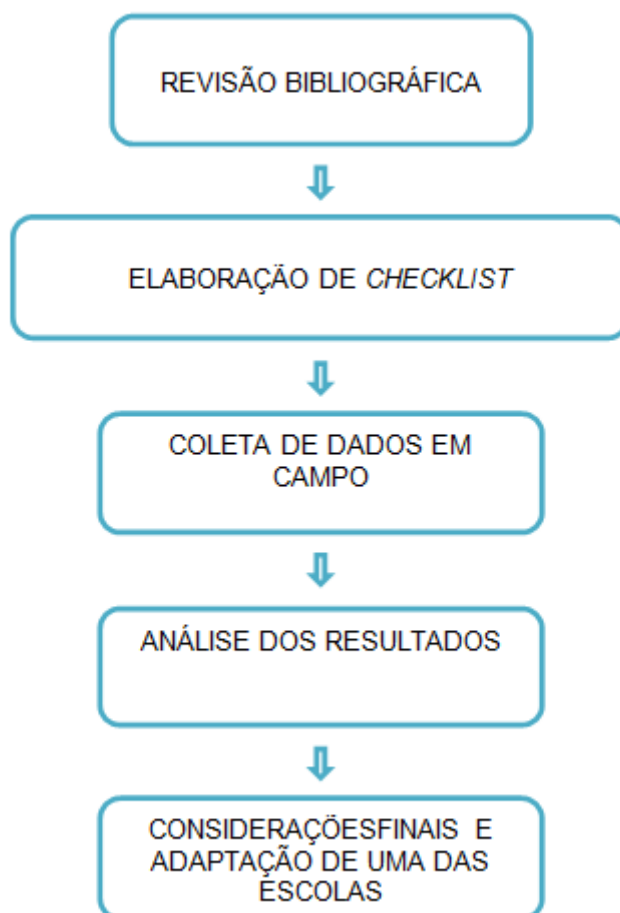 REVISÃO BIBLIOGRÁFICA
ELABORAÇÃO DE CHECKLIST
COLETA DE DADOS EM
CAMPO
ANÁLISE DOS RESULTADOS
CONSIDERAÇÕESFINAIS E
ADAPTAÇÃO DE UMA DAS
ESCOLAS